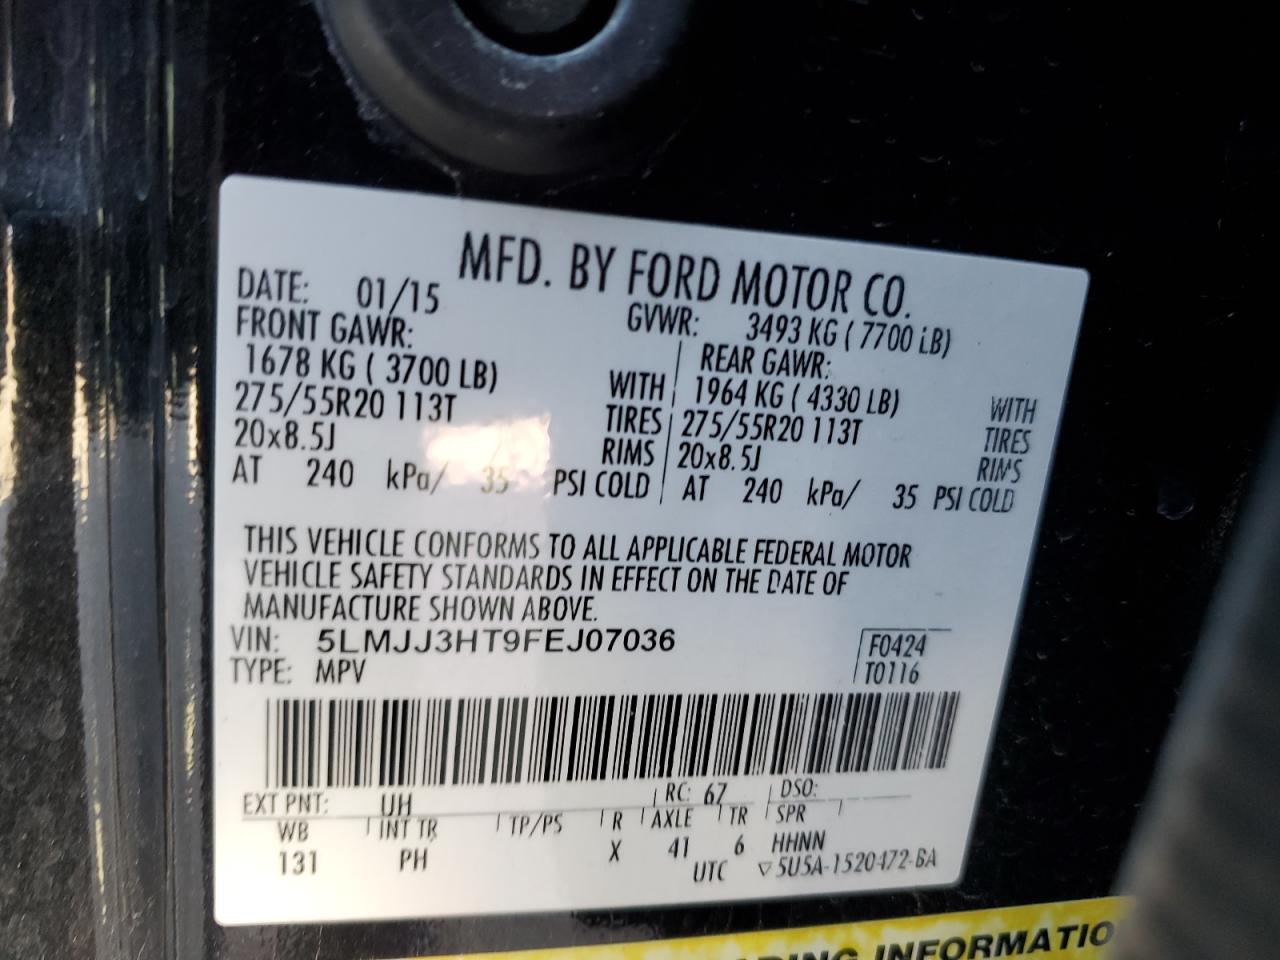 MFD. BY FORD MOTOR CO.
DATE: 01/15 GVWR: 3493 KG ( 7700 LB)
FRONT GAWR: REAR GAWR:
1678 KG ( 3700 LB) WITH 1964 KG ( 4330 LB) WITH
275/55R20 113T TIRES 275/55R20 113T TIRES
20x8.5J RIMS 20x8.5J RIMS
AT 240 kPa/ 35 PSI COLD AT 240 kPa/ 35 PSI COLD
THIS VEHICLE CONFORMS TO ALL APPLICABLE FEDERAL MOTOR
VEHICLE SAFETY STANDARDS IN EFFECT ON THE DATE OF
MANUFACTURE SHOWN ABOVE.
VIN: 5LMJJ3HT9FEJ07036 F0424
TYPE: MPV T0116
EXT PNT: UH RC: 67 DSO:
WB INT TR TP/PS R AXLE TR SPR
131 PH X 41 6 HHNN
UTC ▽5U5A-1520472-BA
ADING INFORMATIO